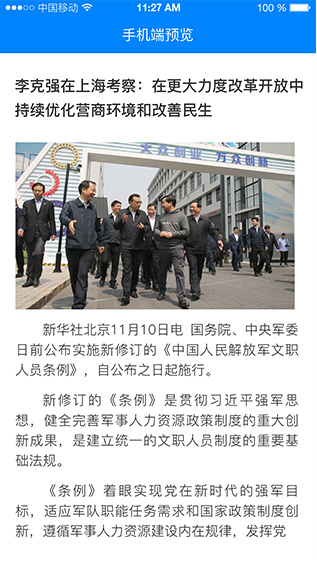 中国移动 11:27 AM
手机端预览
李克强在上海考察：在更大力度改革开放中
持续优化营商环境和改善民生
大众创业 万众创新
新华社北京11月10日电 国务院、中央军委
日前公布实施新修订的《中国人民解放军文职
人员条例》，自公布之日起施行。
新修订的《条例》是贯彻习近平强军思
想，健全完善军事人力资源政策制度的重大创
新成果，是建立统一的文职人员制度的重要基
础法规。
《条例》着眼实现党在新时代的强军目
标，适应军队职能任务需求和国家政策制度创
新，遵循军事人力资源建设内在规律，发挥党